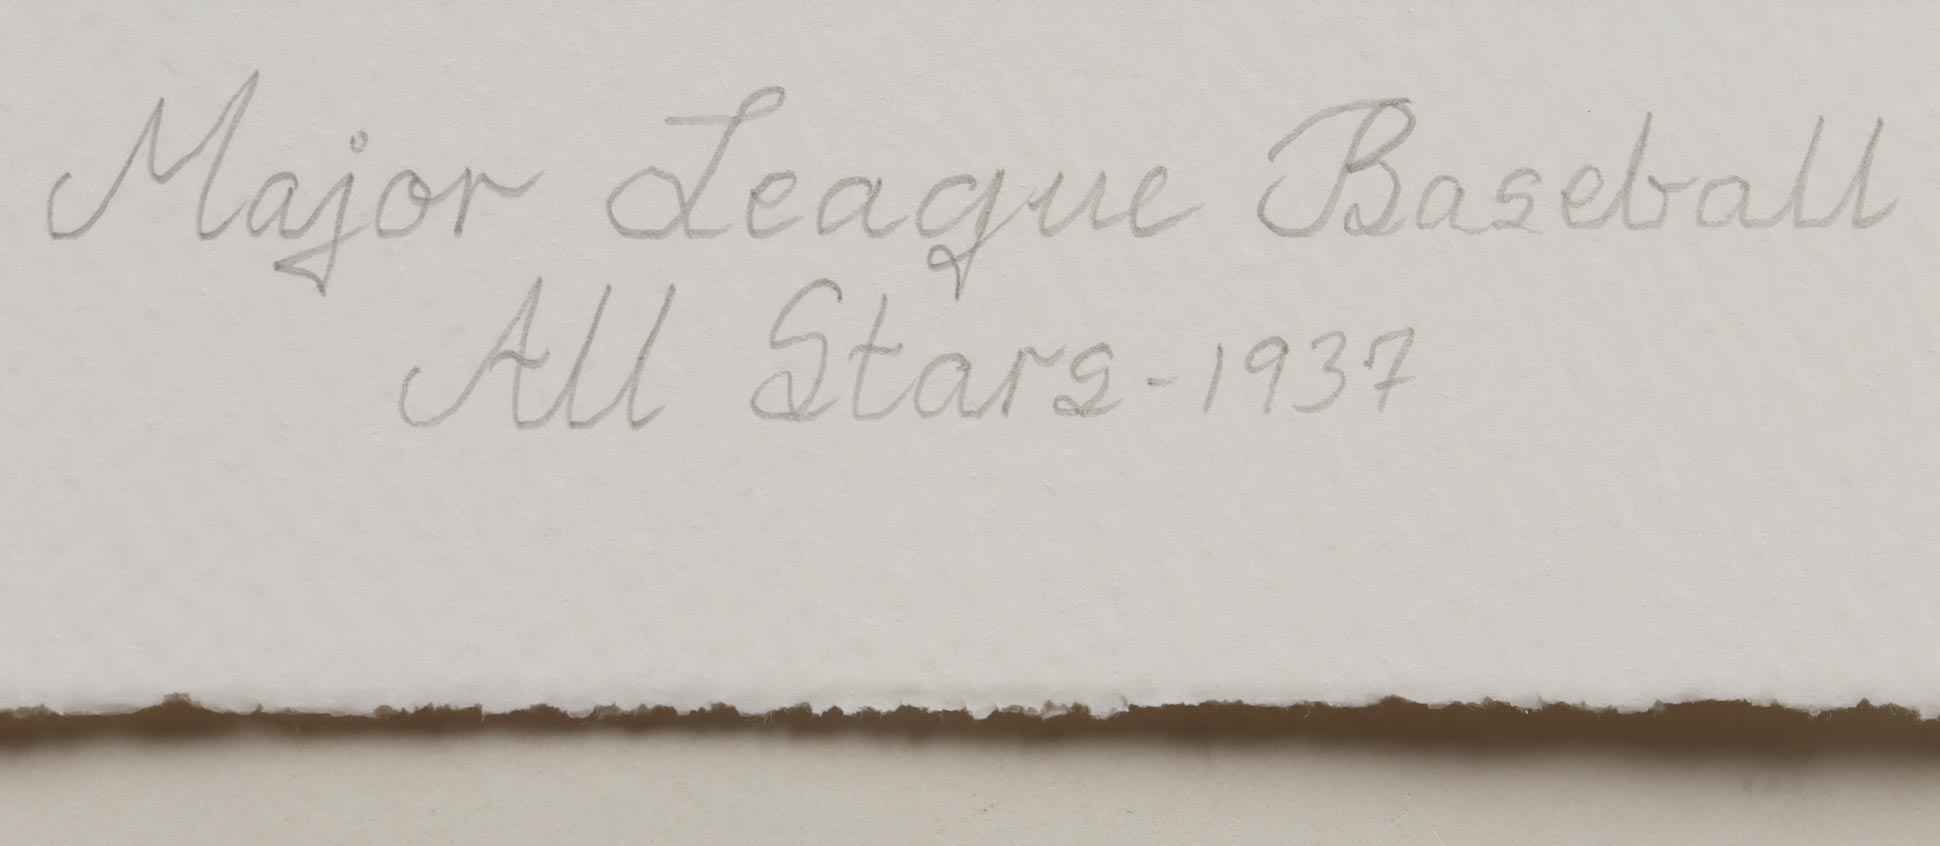 Major League Baseball
All Stars - 1937